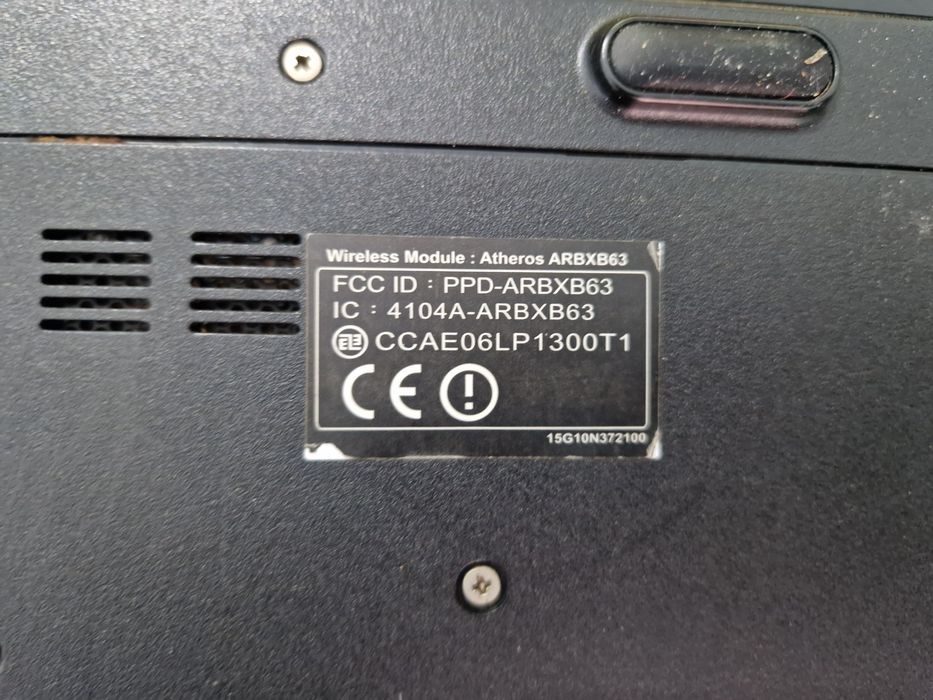 Wireless Module : Atheros ARBXB63
FCC ID : PPD-ARBXB63
IC : 4104A-ARBXB63
CCAE06LP1300T1
CE
15G10N372100